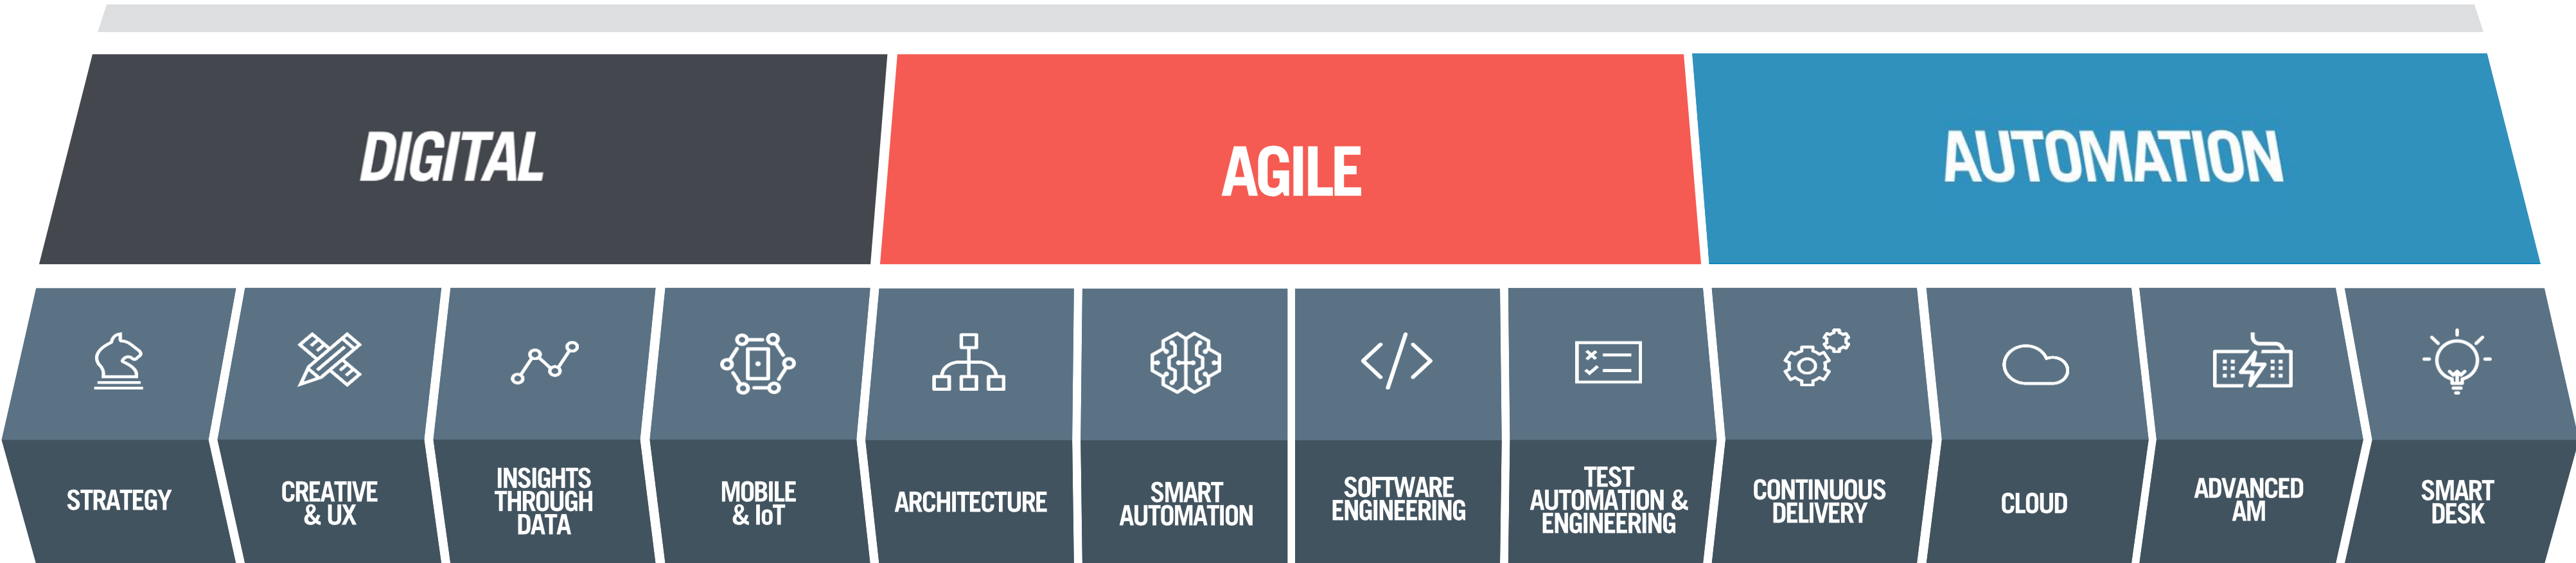 DIGITAL
AGILE
AUTOMATION
STRATEGY
CREATIVE
& UX
INSIGHTS
THROUGH
DATA
MOBILE
& IoT
ARCHITECTURE
SMART
AUTOMATION
SOFTWARE
ENGINEERING
TEST
AUTOMATION &
ENGINEERING
CONTINUOUS
DELIVERY
CLOUD
ADVANCED
AM
SMART
DESK